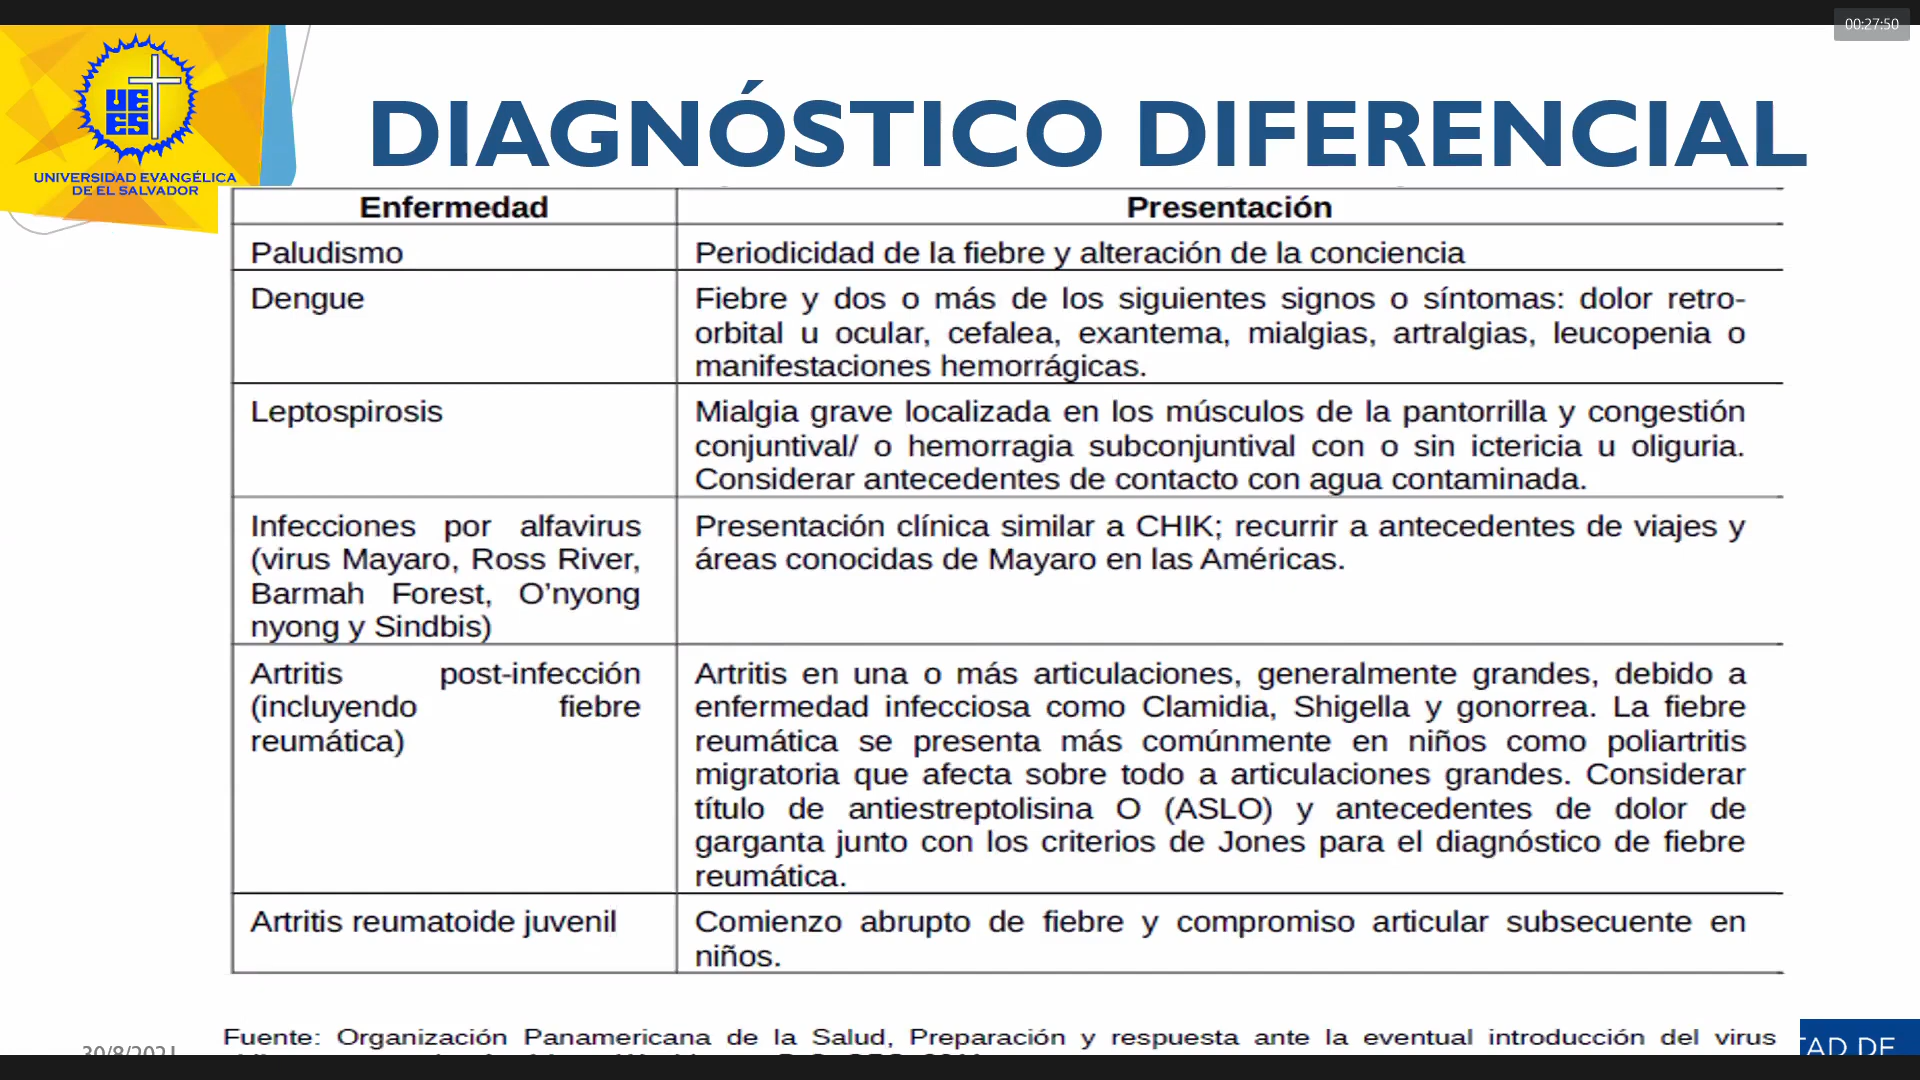 00:27:50
UE
ES
UNIVERSIDAD EVANGÉLICA
DE EL SALVADOR
DIAGNÓSTICO DIFERENCIAL
Enfermedad Presentación
Paludismo Periodicidad de la fiebre y alteración de la conciencia
Dengue Fiebre y dos o más de los siguientes signos o síntomas: dolor retro-
orbital u ocular, cefalea, exantema, mialgias, artralgias, leucopenia o
manifestaciones hemorrágicas.
Leptospirosis Mialgia grave localizada en los músculos de la pantorrilla y congestión
conjuntival/ o hemorragia subconjuntival con o sin ictericia u oliguria.
Considerar antecedentes de contacto con agua contaminada.
Infecciones por alfavirus
(virus Mayaro, Ross River,
Barmah Forest, O’nyong
nyong y Sindbis)
Presentación clínica similar a CHIK; recurrir a antecedentes de viajes y
áreas conocidas de Mayaro en las Américas.
Artritis post-infección
(incluyendo fiebre
reumática)
Artritis en una o más articulaciones, generalmente grandes, debido a
enfermedad infecciosa como Clamidia, Shigella y gonorrea. La fiebre
reumática se presenta más comúnmente en niños como poliartritis
migratoria que afecta sobre todo a articulaciones grandes. Considerar
título de antiestreptolisina O (ASLO) y antecedentes de dolor de
garganta junto con los criterios de Jones para el diagnóstico de fiebre
reumática.
Artritis reumatoide juvenil Comienzo abrupto de fiebre y compromiso articular subsecuente en
niños.
Fuente: Organización Panamericana de la Salud, Preparación y respuesta ante la eventual introducción del virus
30/8/2021
TAD DE